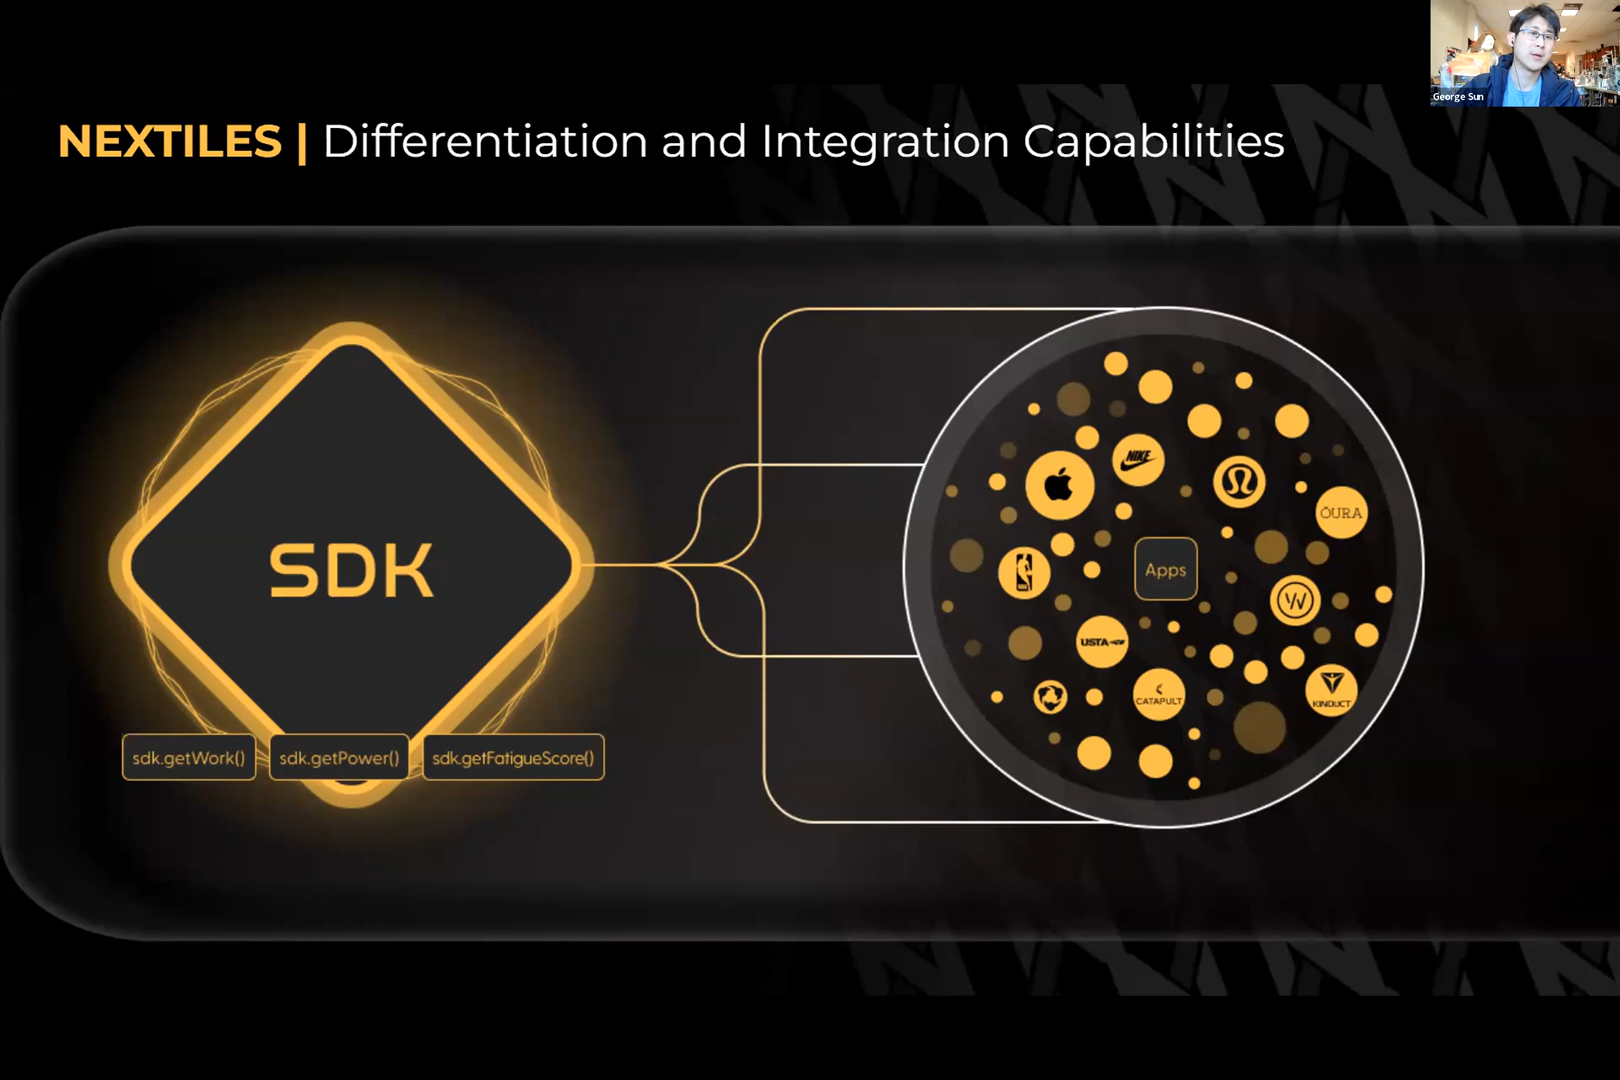 George Sun
NEXTILES | Differentiation and Integration Capabilities
SDK
sdk.getWork()
sdk.getPower()
sdk.getFatigueScore()
NIKE
ŌURA
NBA
Apps
W
USTA
CATAPULT
KINDUCT